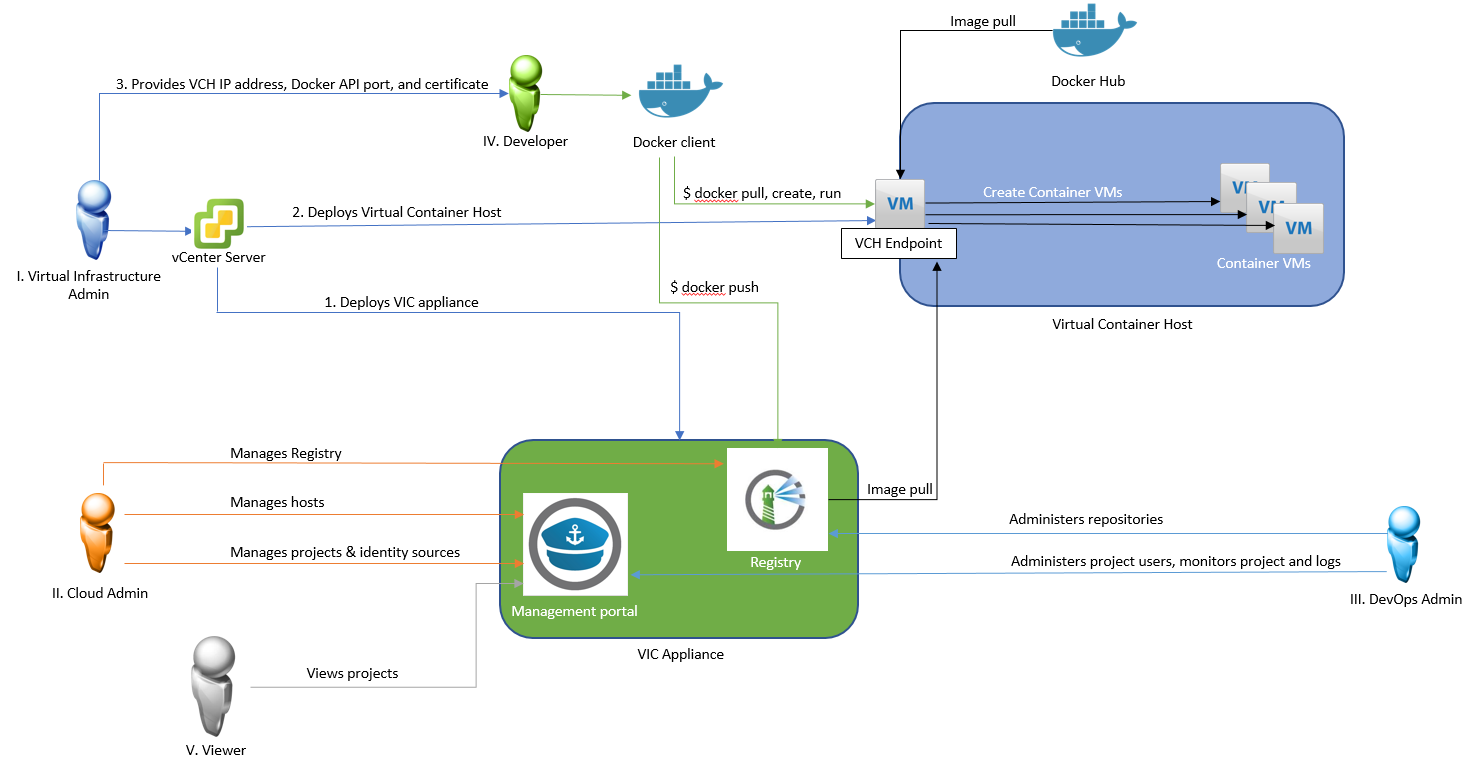 Image pull
Docker Hub
3. Provides VCH IP address, Docker API port, and certificate
IV. Developer
Docker client
$ docker pull, create, run
VM
Create Container VMs
VM
VM
VM
Container VMs
VCH Endpoint
Virtual Container Host
2. Deploys Virtual Container Host
vCenter Server
I. Virtual Infrastructure
Admin
1. Deploys VIC appliance
$ docker push
Manages Registry
Manages hosts
Manages projects & identity sources
II. Cloud Admin
Image pull
Registry
Management portal
VIC Appliance
Administers repositories
Administers project users, monitors project and logs
III. DevOps Admin
Views projects
V. Viewer